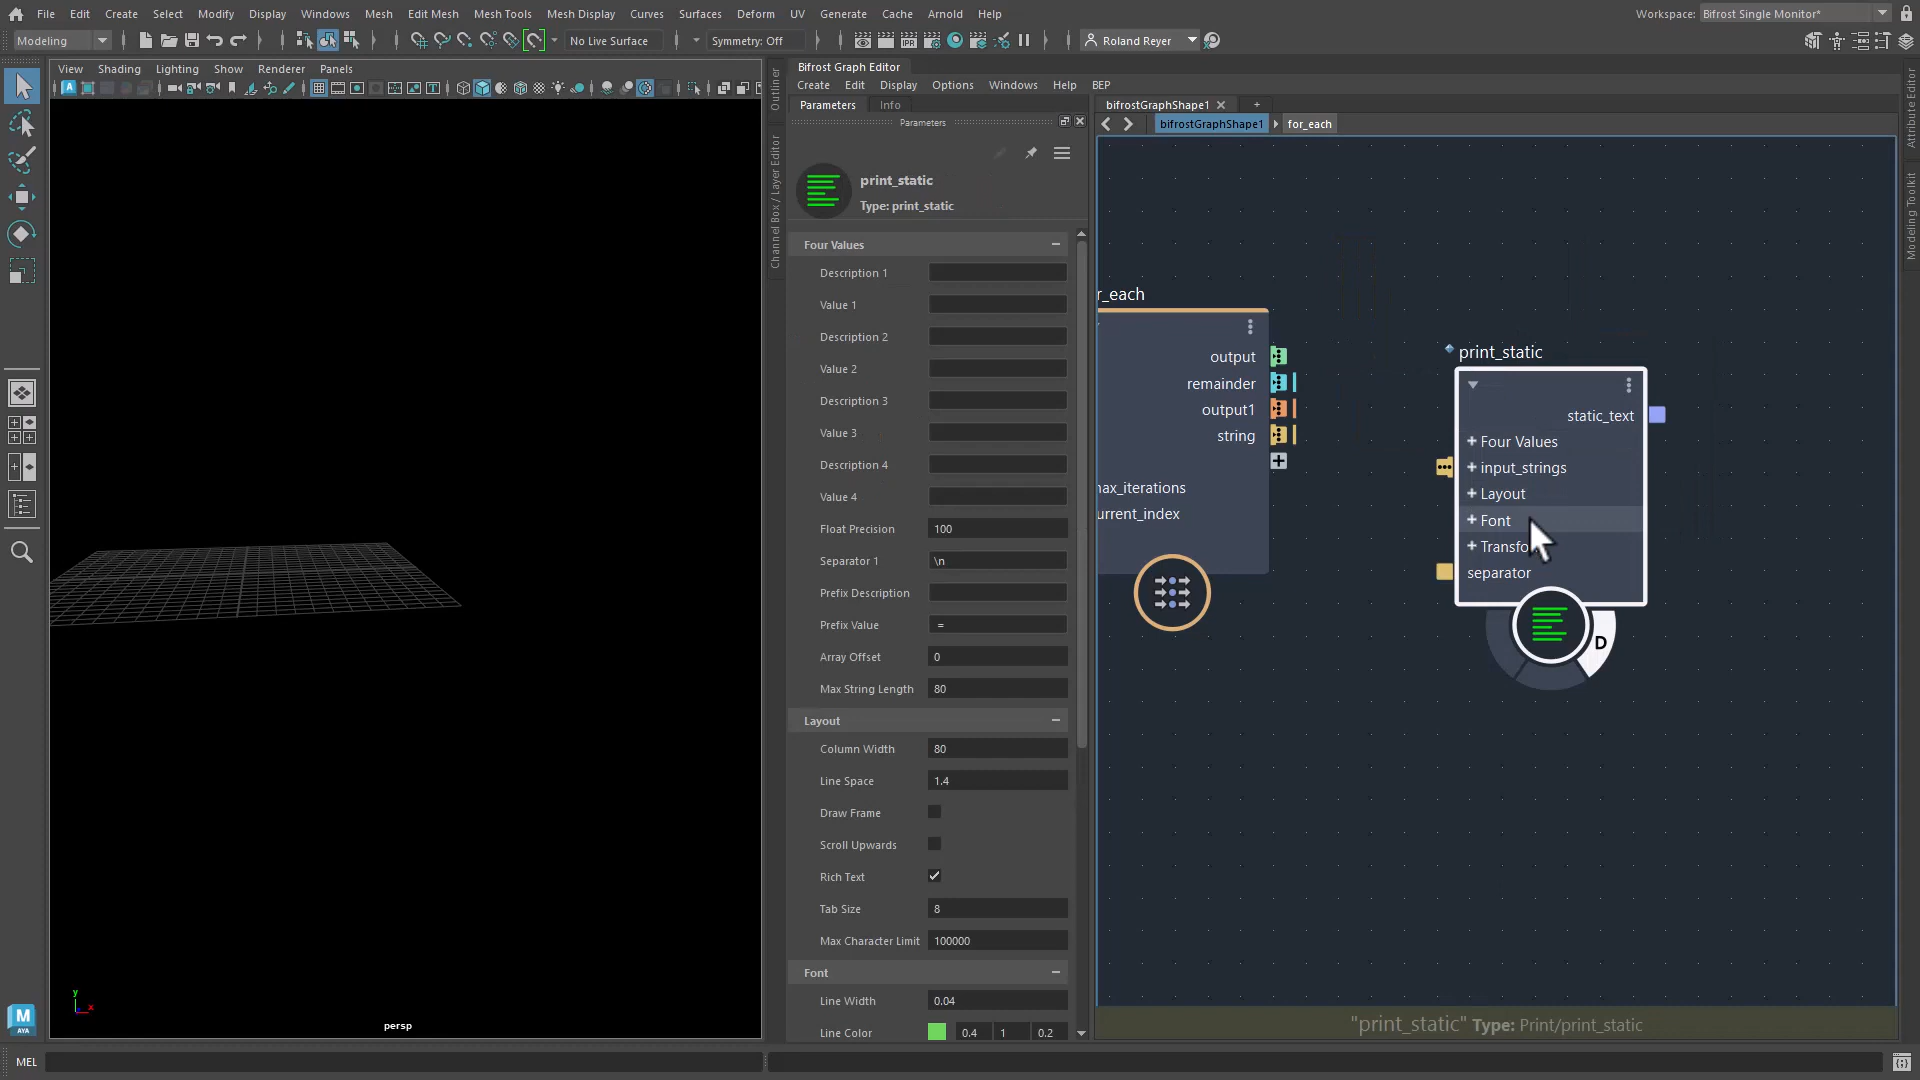 File Edit Create Select Modify Display Windows Mesh Edit Mesh Mesh Tools Mesh Display Curves Surfaces Deform UV Generate Cache Arnold Help
Workspace: Bifrost Single Monitor*
Modeling
No Live Surface
Symmetry: Off
IPR
Roland Reyer
View Shading Lighting Show Renderer Panels
Outliner
Channel Box / Layer Editor
Bifrost Graph Editor
Create Edit Display Options Windows Help BEP
Parameters Info
Parameters
print_static
Type: print_static
Four Values
Description 1
Value 1
Description 2
Value 2
Description 3
Value 3
Description 4
Value 4
Float Precision 100
Separator 1 \n
Prefix Description
Prefix Value =
Array Offset 0
Max String Length 80
Layout
Column Width 80
Line Space 1.4
Draw Frame
Scroll Upwards
Rich Text
Tab Size 8
Max Character Limit 100000
Font
Line Width 0.04
Line Color 0.4 1 0.2
bifrostGraphShape1
bifrostGraphShape1 for_each
r_each
output
remainder
output1
string
ax_iterations
urrent_index
print_static
static_text
Four Values
input_strings
Layout
Font
Transfo
separator
D
"print_static" Type: Print/print_static
Attribute Editor
Modeling Toolkit
y
x
persp
M
AYA
MEL